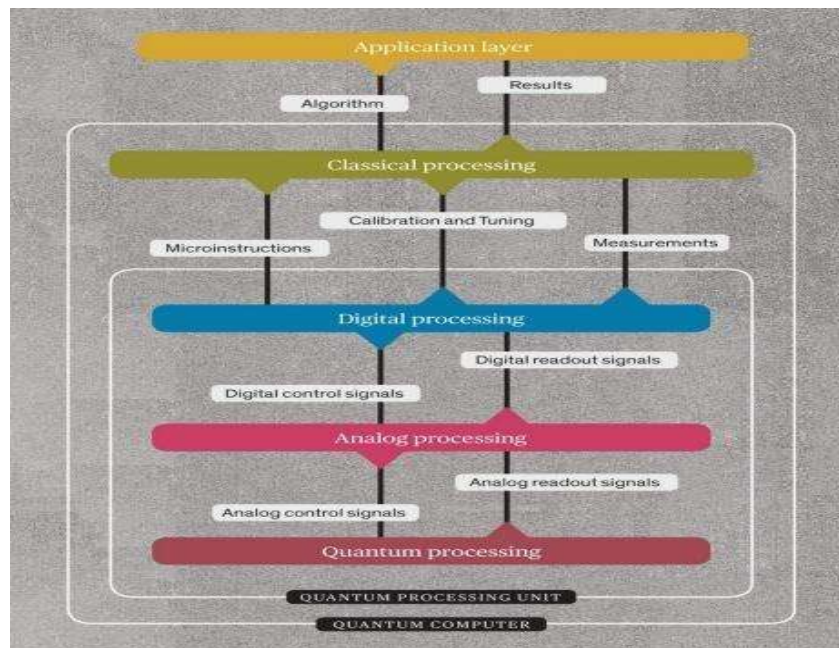 Application layer
Results
Algorithm
Classical processing
Calibration and Tuning
Microinstructions
Measurements
Digital processing
Digital readout signals
Digital control signals
Analog processing
Analog readout signals
Analog control signals
Quantum processing
QUANTUM PROCESSING UNIT
QUANTUM COMPUTER